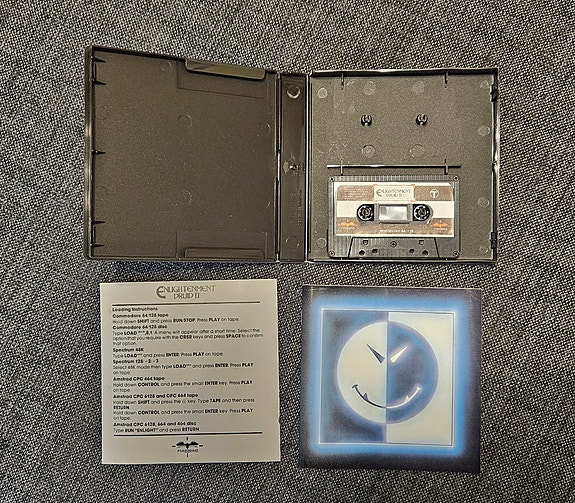 ENLIGHTENMENT
DRUID II
ENLIGHTENMENT
DRUID II
Loading Instructions
Commodore 64/128 tape
Hold down SHIFT and press RUN STOP. Press PLAY on tape.
Commodore 64/128 disc
Type LOAD "*",8,1. A menu will appear after a short time. Select the
option that you require with the CRSR keys and press SPACE to confirm
that option.
Spectrum 48K
Type LOAD"" and press ENTER. Press PLAY on tape.
Spectrum 128 + 2 + 3
Select 48K mode then type LOAD"" and press ENTER. Press PLAY
on tape.
Amstrad CPC 464 tape
Hold down CONTROL and press the small ENTER key. Press PLAY
on tape.
Amstrad CPC 6128 and CPC 664 tape
Hold down SHIFT and press the @ key. Type TAPE and then press
RETURN
Hold down CONTROL and press the small ENTER key. Press PLAY
on tape.
Amstrad CPC 6128, 664 and 464 disc
Type RUN "ENLIGHT" and press RETURN
FIREBIRD